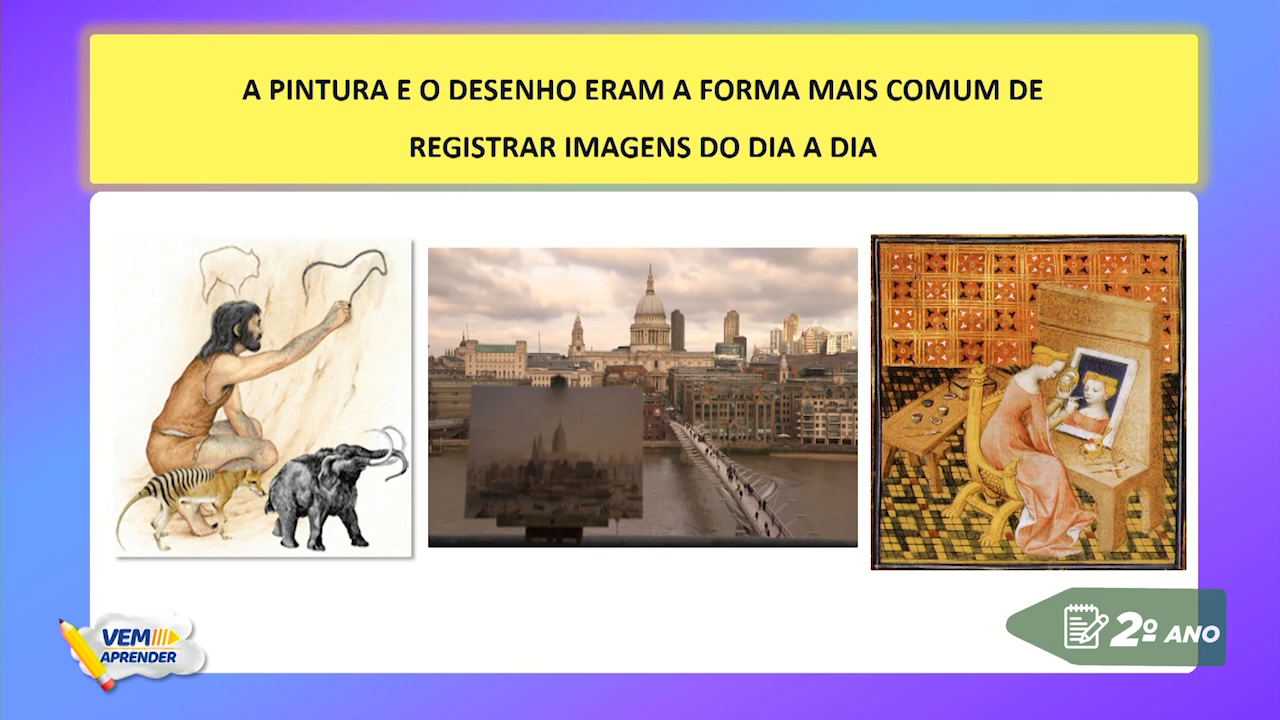 A PINTURA E O DESENHO ERAM A FORMA MAIS COMUM DE
REGISTRAR IMAGENS DO DIA A DIA
VEM
APRENDER
2º ANO